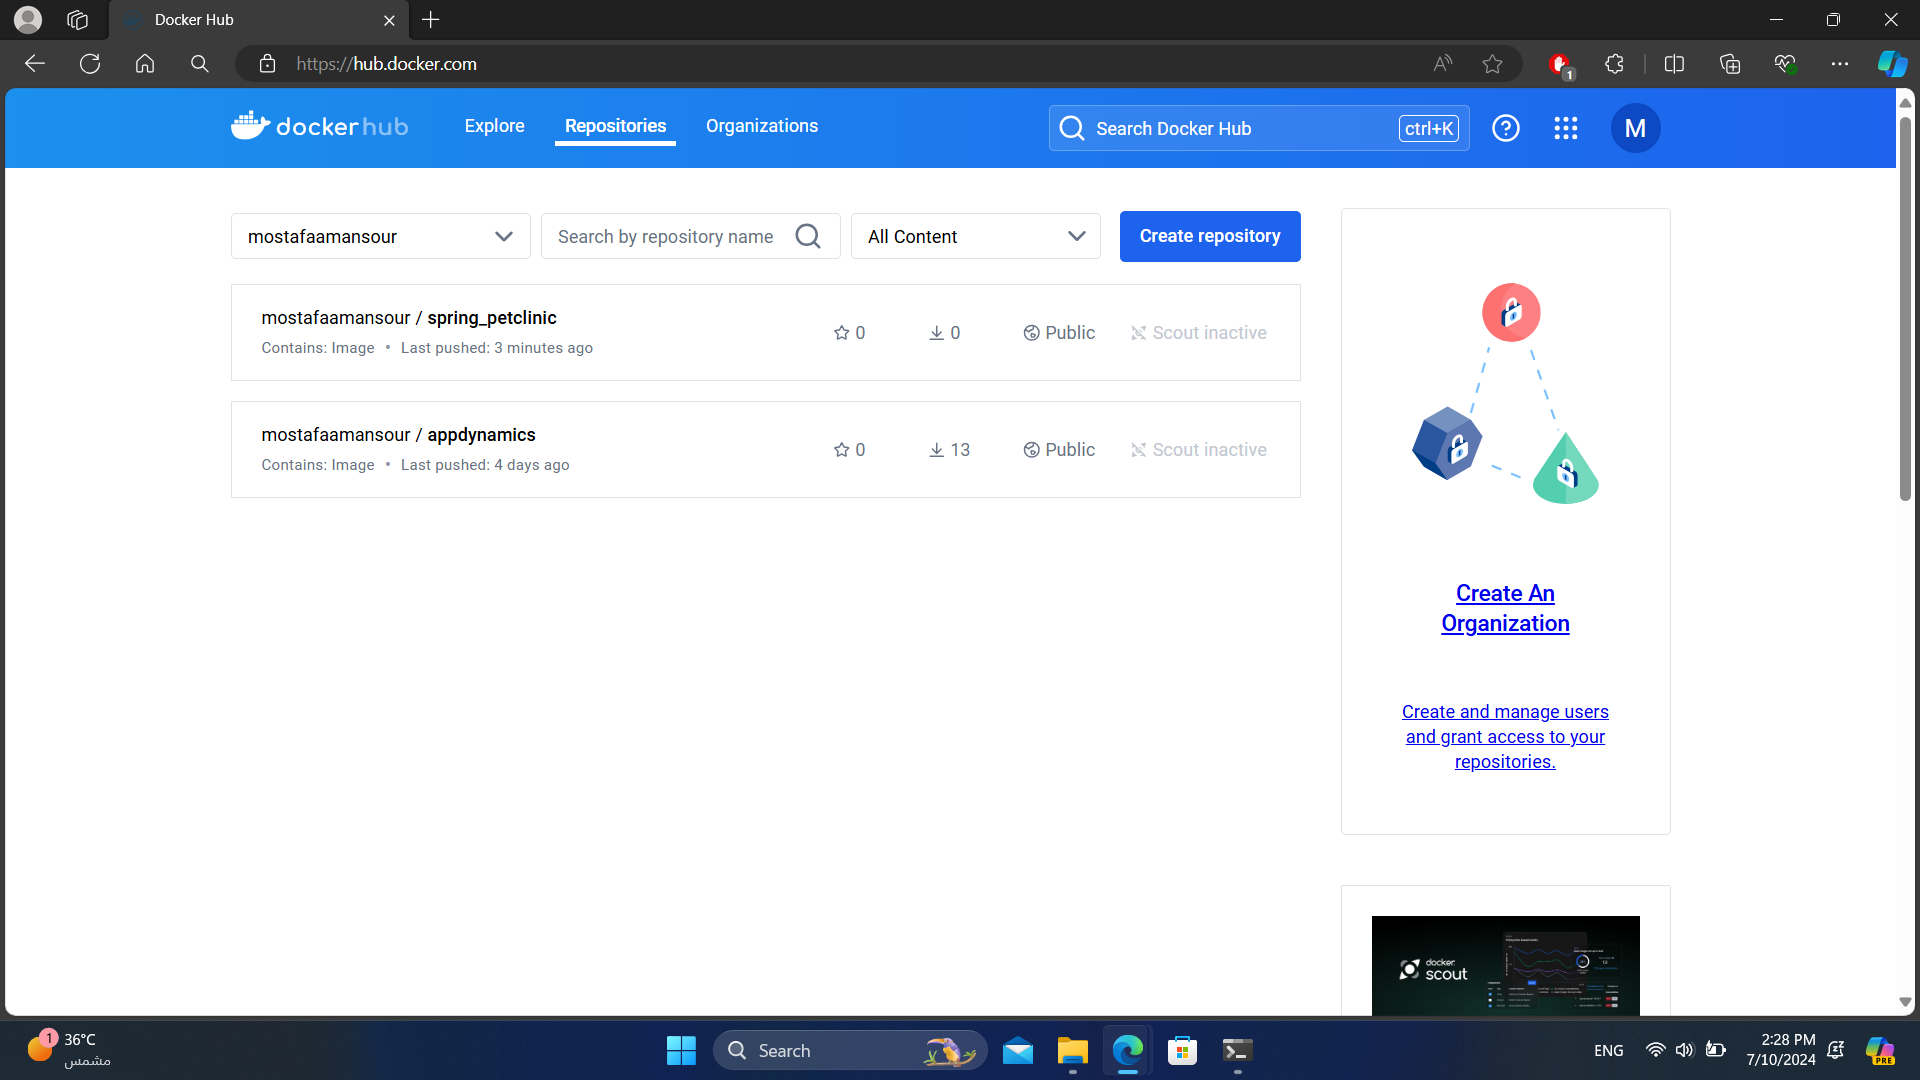 Docker Hub
https://hub.docker.com
1
docker hub
Explore
Repositories
Organizations
Search Docker Hub
ctrl+K
M
mostafaamansour
Search by repository name
All Content
Create repository
mostafaamansour / spring_petclinic
Contains: Image • Last pushed: 3 minutes ago
0
0
Public
Scout inactive
mostafaamansour / appdynamics
Contains: Image • Last pushed: 4 days ago
0
13
Public
Scout inactive
Create An
Organization
Create and manage users
and grant access to your
repositories.
docker
scout
1
36°C
مشمس
Search
ENG
2:28 PM
7/10/2024
PRE